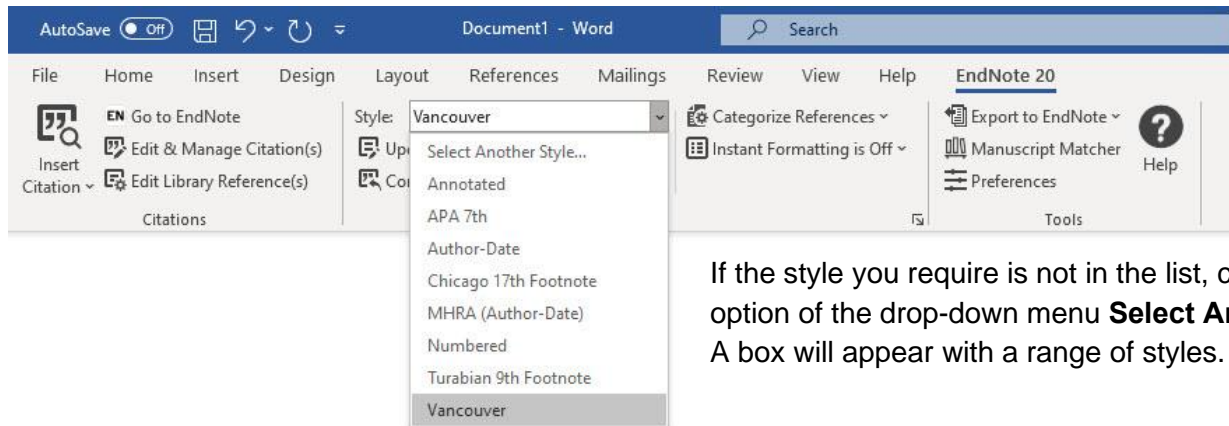 AutoSave Off Document1 - Word Search
File Home Insert Design Layout References Mailings Review View Help EndNote 20
Insert Citation
EN Go to EndNote
Edit & Manage Citation(s)
Edit Library Reference(s)
Citations
Style: Vancouver
Select Another Style...
Annotated
APA 7th
Author-Date
Chicago 17th Footnote
MHRA (Author-Date)
Numbered
Turabian 9th Footnote
Vancouver
Categorize References
Instant Formatting is Off
Export to EndNote
Manuscript Matcher
Preferences
Help
Tools
If the style you require is not in the list,
option of the drop-down menu Select
A box will appear with a range of styles.